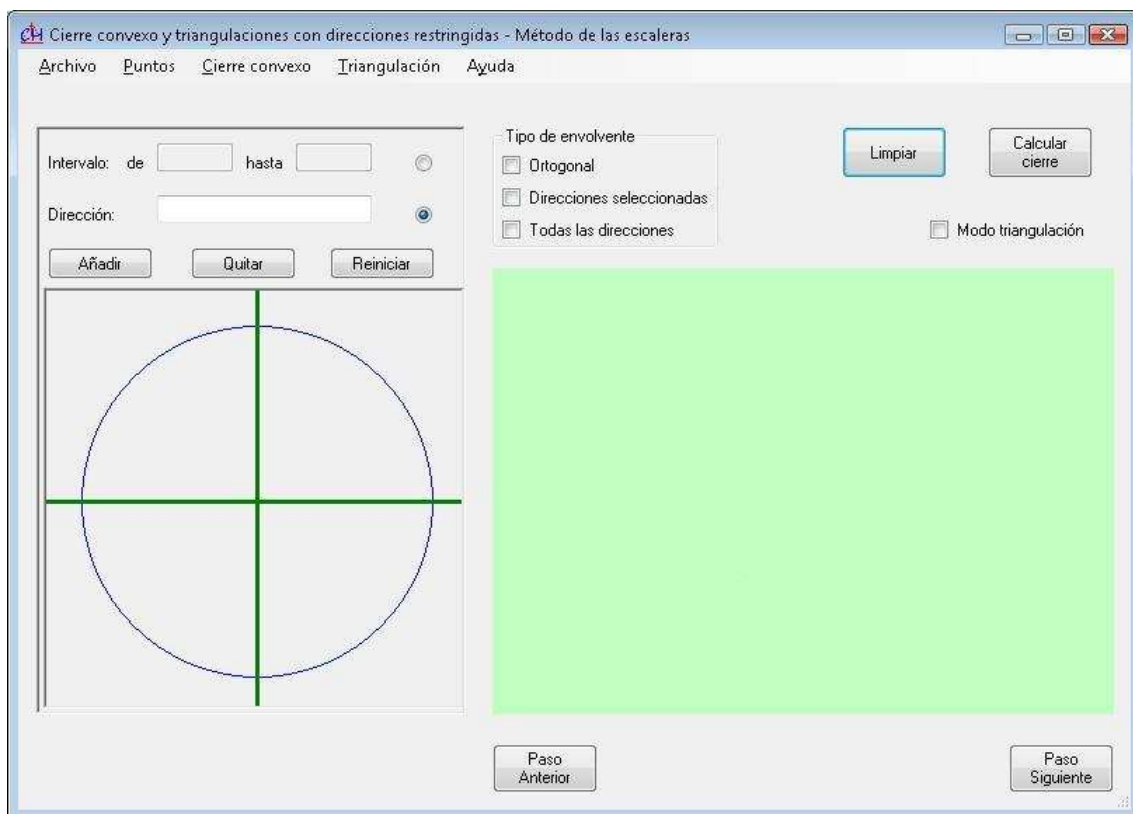 CH Cierre convexo y triangulaciones con direcciones restringidas - Método de las escaleras
Archivo Puntos Cierre convexo Triangulación Ayuda
Intervalo: de hasta
Dirección:
Añadir Quitar Reiniciar
Tipo de envolvente
Ortogonal
Direcciones seleccionadas
Todas las direcciones
Limpiar
Calcular
cierre
Modo triangulación
Paso
Anterior
Paso
Siguiente